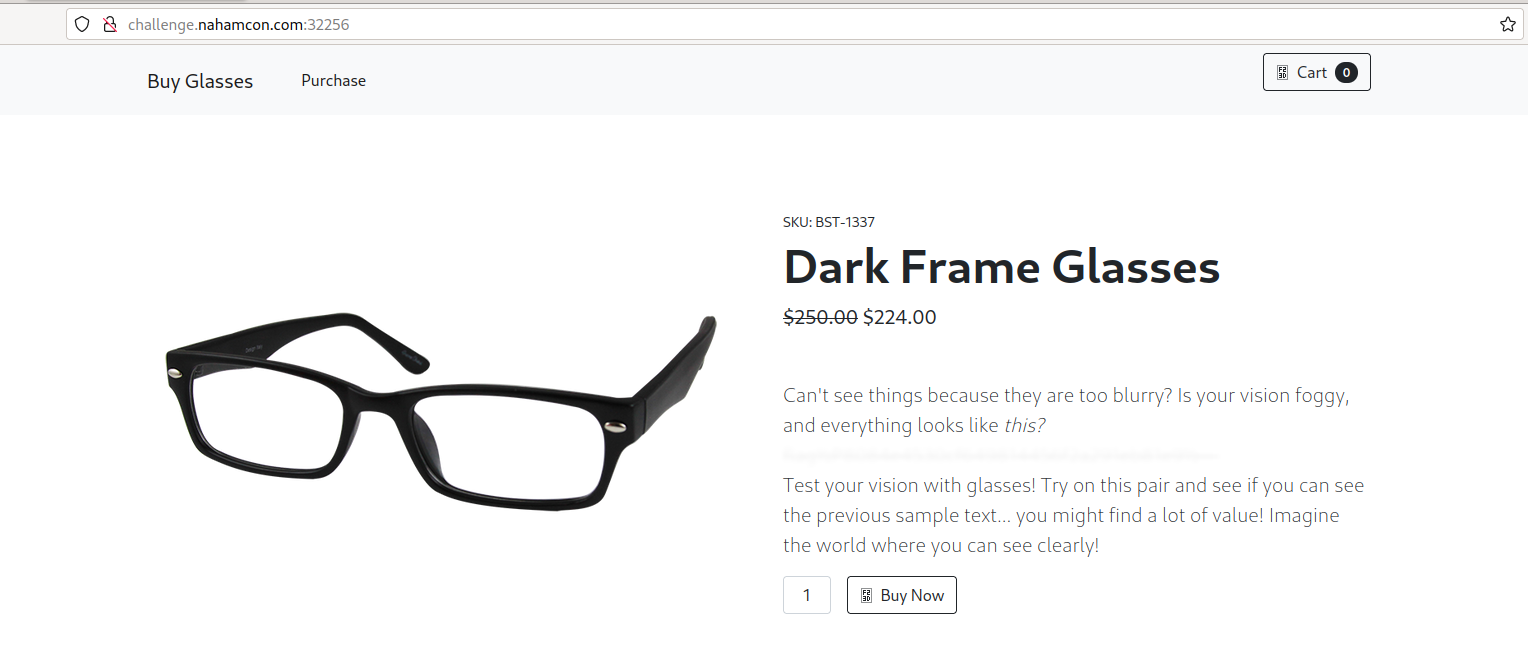 challenge.nahamcon.com:32256
Buy Glasses Purchase Cart 0
SKU: BST-1337
Dark Frame Glasses
$250.00 $224.00
Can't see things because they are too blurry? Is your vision foggy,
and everything looks like this?
Test your vision with glasses! Try on this pair and see if you can see
the previous sample text... you might find a lot of value! Imagine
the world where you can see clearly!
1 Buy Now